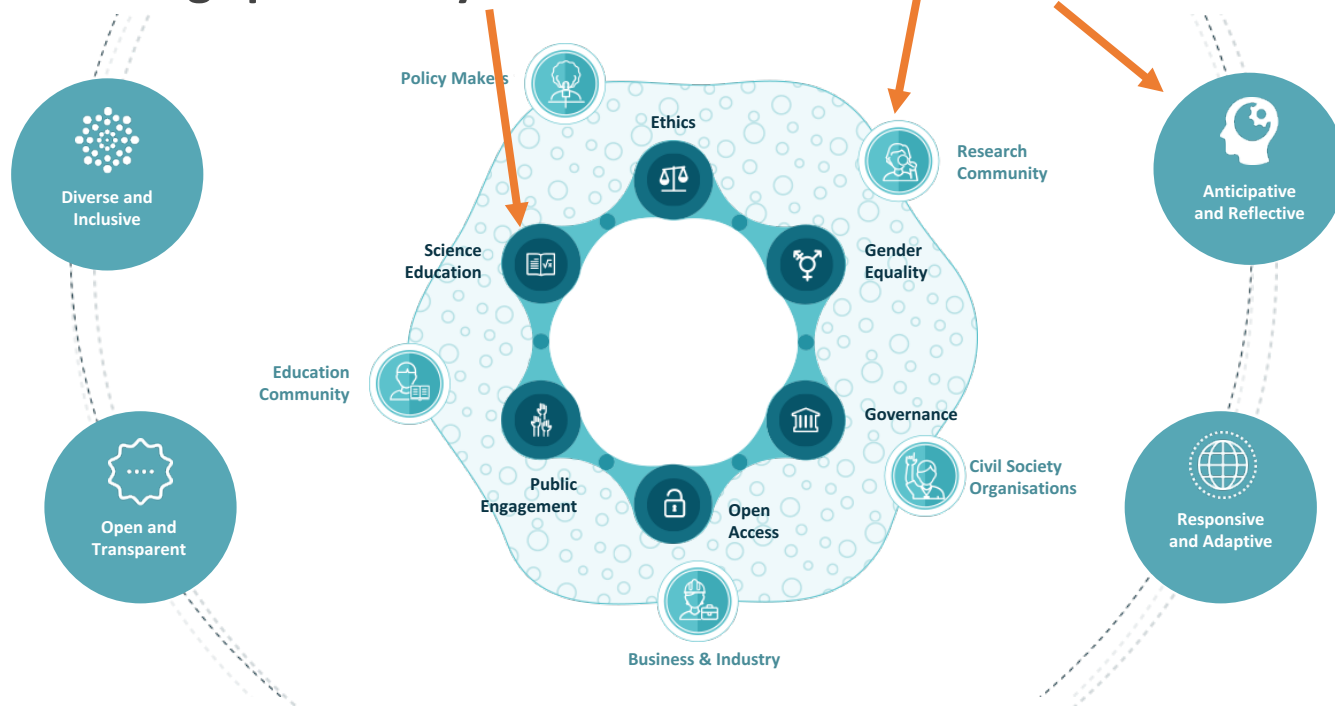 Policy Makers
Ethics
Research
Community
Diverse and
Inclusive
Anticipative
and Reflective
Science
Education
Gender
Equality
Education
Community
Governance
Civil Society
Organisations
Public
Engagement
Open
Access
Open and
Transparent
Responsive
and Adaptive
Business & Industry